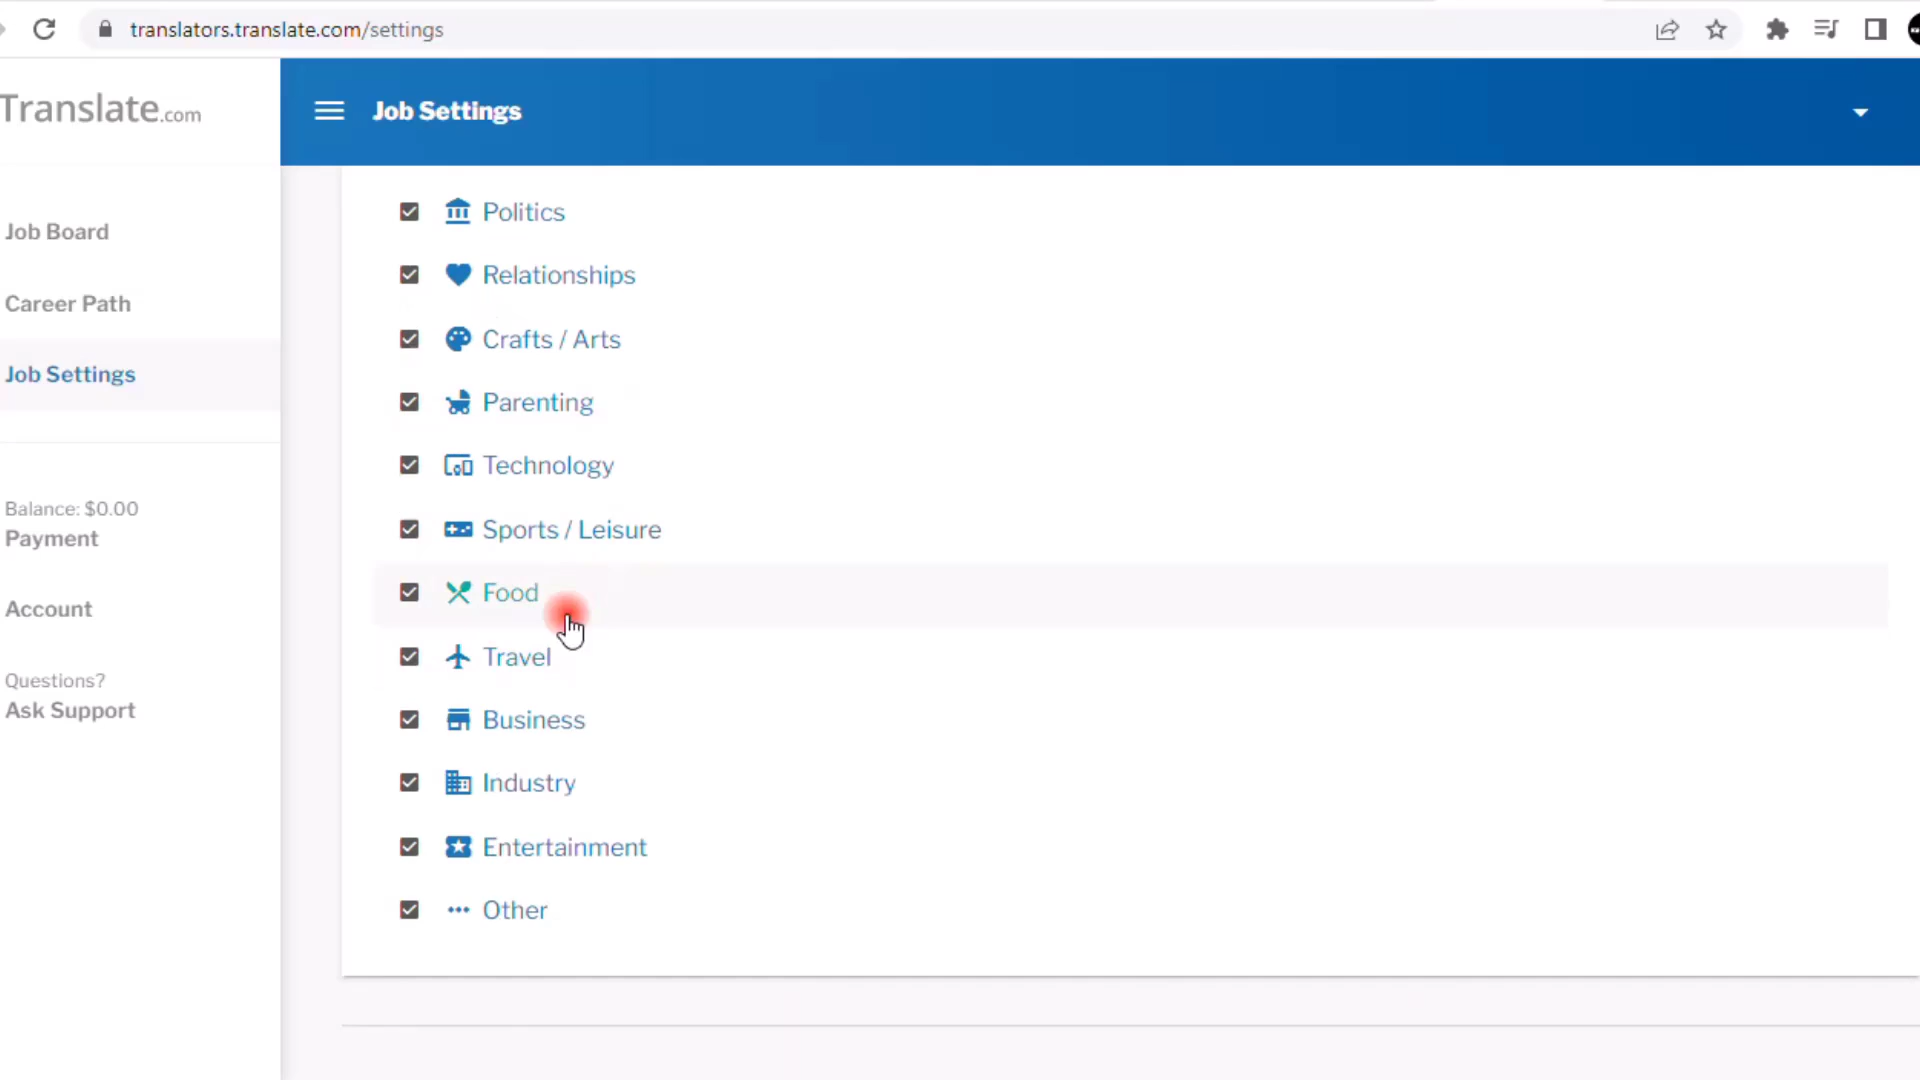 translators.translate.com/settings
Translate.com
Job Settings
Job Board
Career Path
Job Settings
Balance: $0.00
Payment
Account
Questions?
Ask Support
Politics
Relationships
Crafts / Arts
Parenting
Technology
Sports / Leisure
Food
Travel
Business
Industry
Entertainment
Other